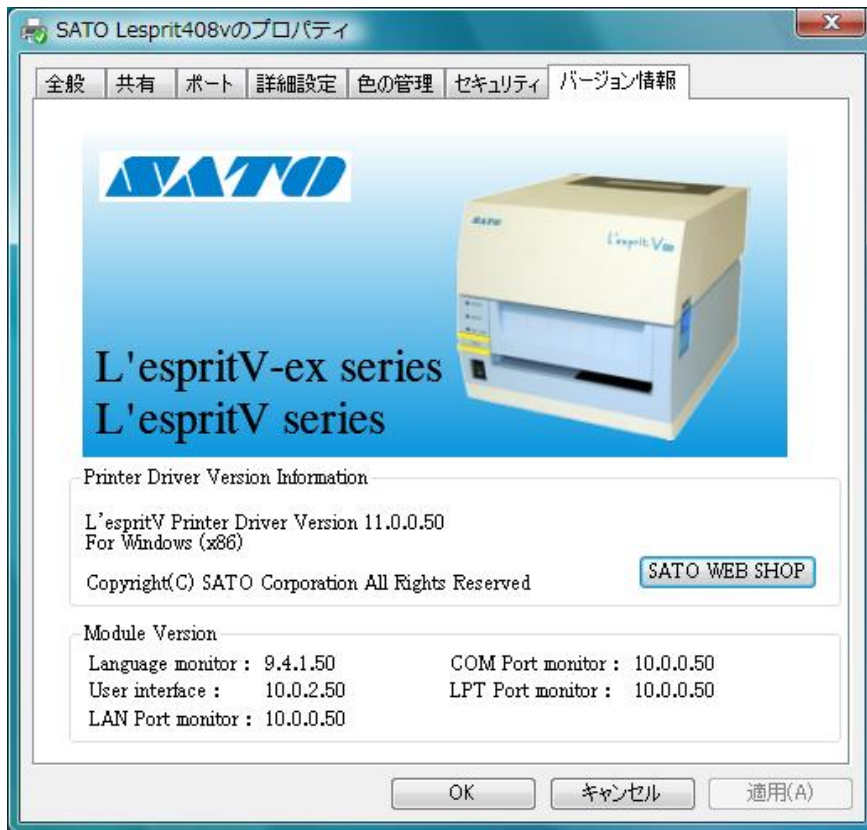 SATO Lesprit408vのプロパティ
全般 共有 ポート 詳細設定 色の管理 セキュリティ バージョン情報
SATO
SATO
L'esprit V
L'espritV-ex series
L'espritV series
Printer Driver Version Information
L'espritV Printer Driver Version 11.0.0.50
For Windows (x86)
Copyright(C) SATO Corporation All Rights Reserved
SATO WEB SHOP
Module Version
Language monitor : 9.4.1.50 COM Port monitor : 10.0.0.50
User interface : 10.0.2.50 LPT Port monitor : 10.0.0.50
LAN Port monitor : 10.0.0.50
OK キャンセル 適用(A)